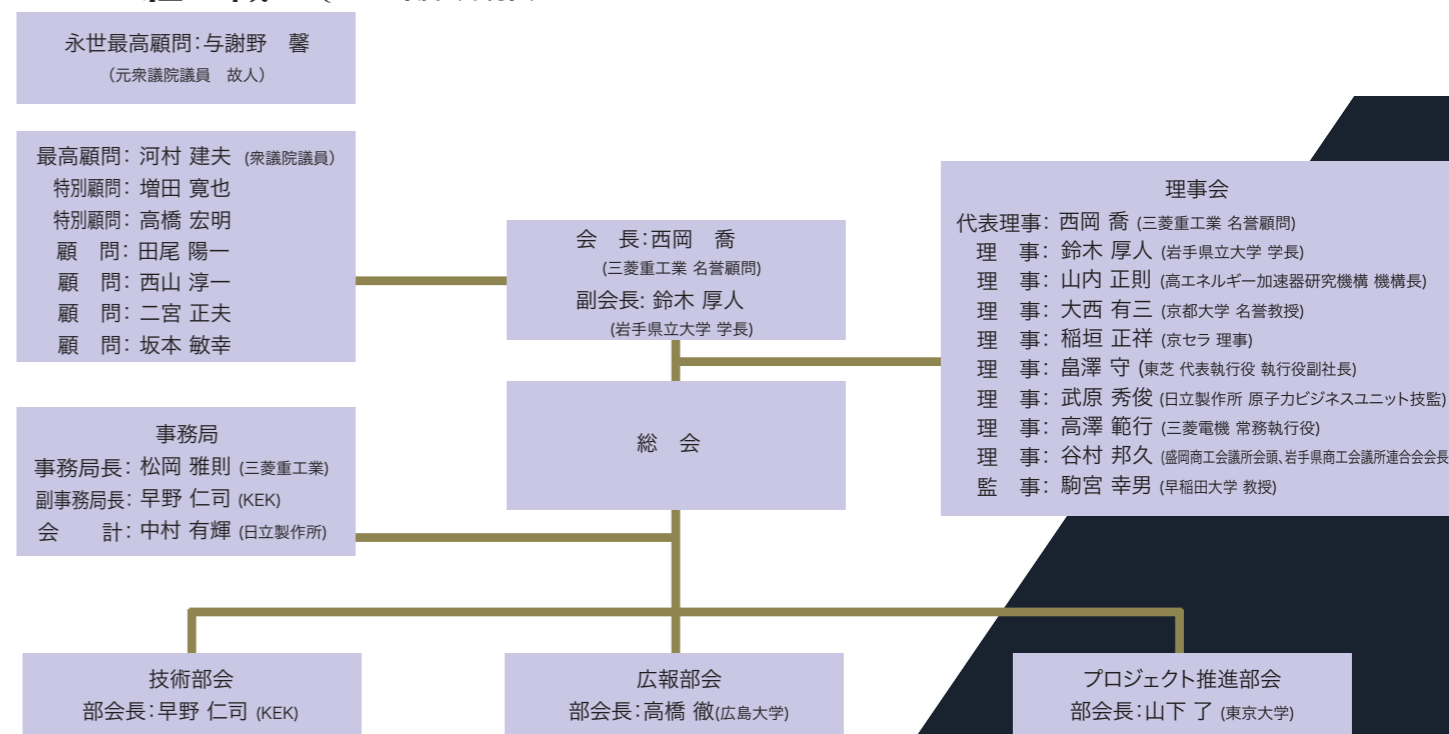 永世最高顧問：与謝野　馨
（元衆議院議員　故人）
最高顧問： 河村 建夫 (衆議院議員)
特別顧問： 増田 寛也
特別顧問： 高橋 宏明
顧　問： 田尾 陽一
顧　問： 西山 淳一
顧　問： 二宮 正夫
顧　問： 坂本 敏幸
会　長：西岡　喬
(三菱重工業 名誉顧問)
副会長： 鈴木 厚人
(岩手県立大学 学長)
理事会
代表理事： 西岡 喬 (三菱重工業 名誉顧問)
理　事： 鈴木 厚人 (岩手県立大学 学長)
理　事： 山内 正則 (高エネルギー加速器研究機構 機構長)
理　事： 大西 有三 (京都大学 名誉教授)
理　事： 稲垣 正祥 (京セラ 理事)
理　事： 畠澤 守 (東芝 代表執行役 執行役副社長)
理　事： 武原 秀俊 (日立製作所 原子力ビジネスユニット技監)
理　事： 高澤 範行 (三菱電機 常務執行役)
理　事： 谷村 邦久 (盛岡商工会議所会頭、岩手県商工会議所連合会会長
監　事： 駒宮 幸男 (早稲田大学 教授)
事務局
事務局長： 松岡 雅則 (三菱重工業)
副事務局長： 早野 仁司 (KEK)
会　　計： 中村 有輝 (日立製作所)
総　会
技術部会
部会長：早野 仁司 (KEK)
広報部会
部会長：高橋 徹(広島大学)
プロジェクト推進部会
部会長：山下 了 (東京大学)